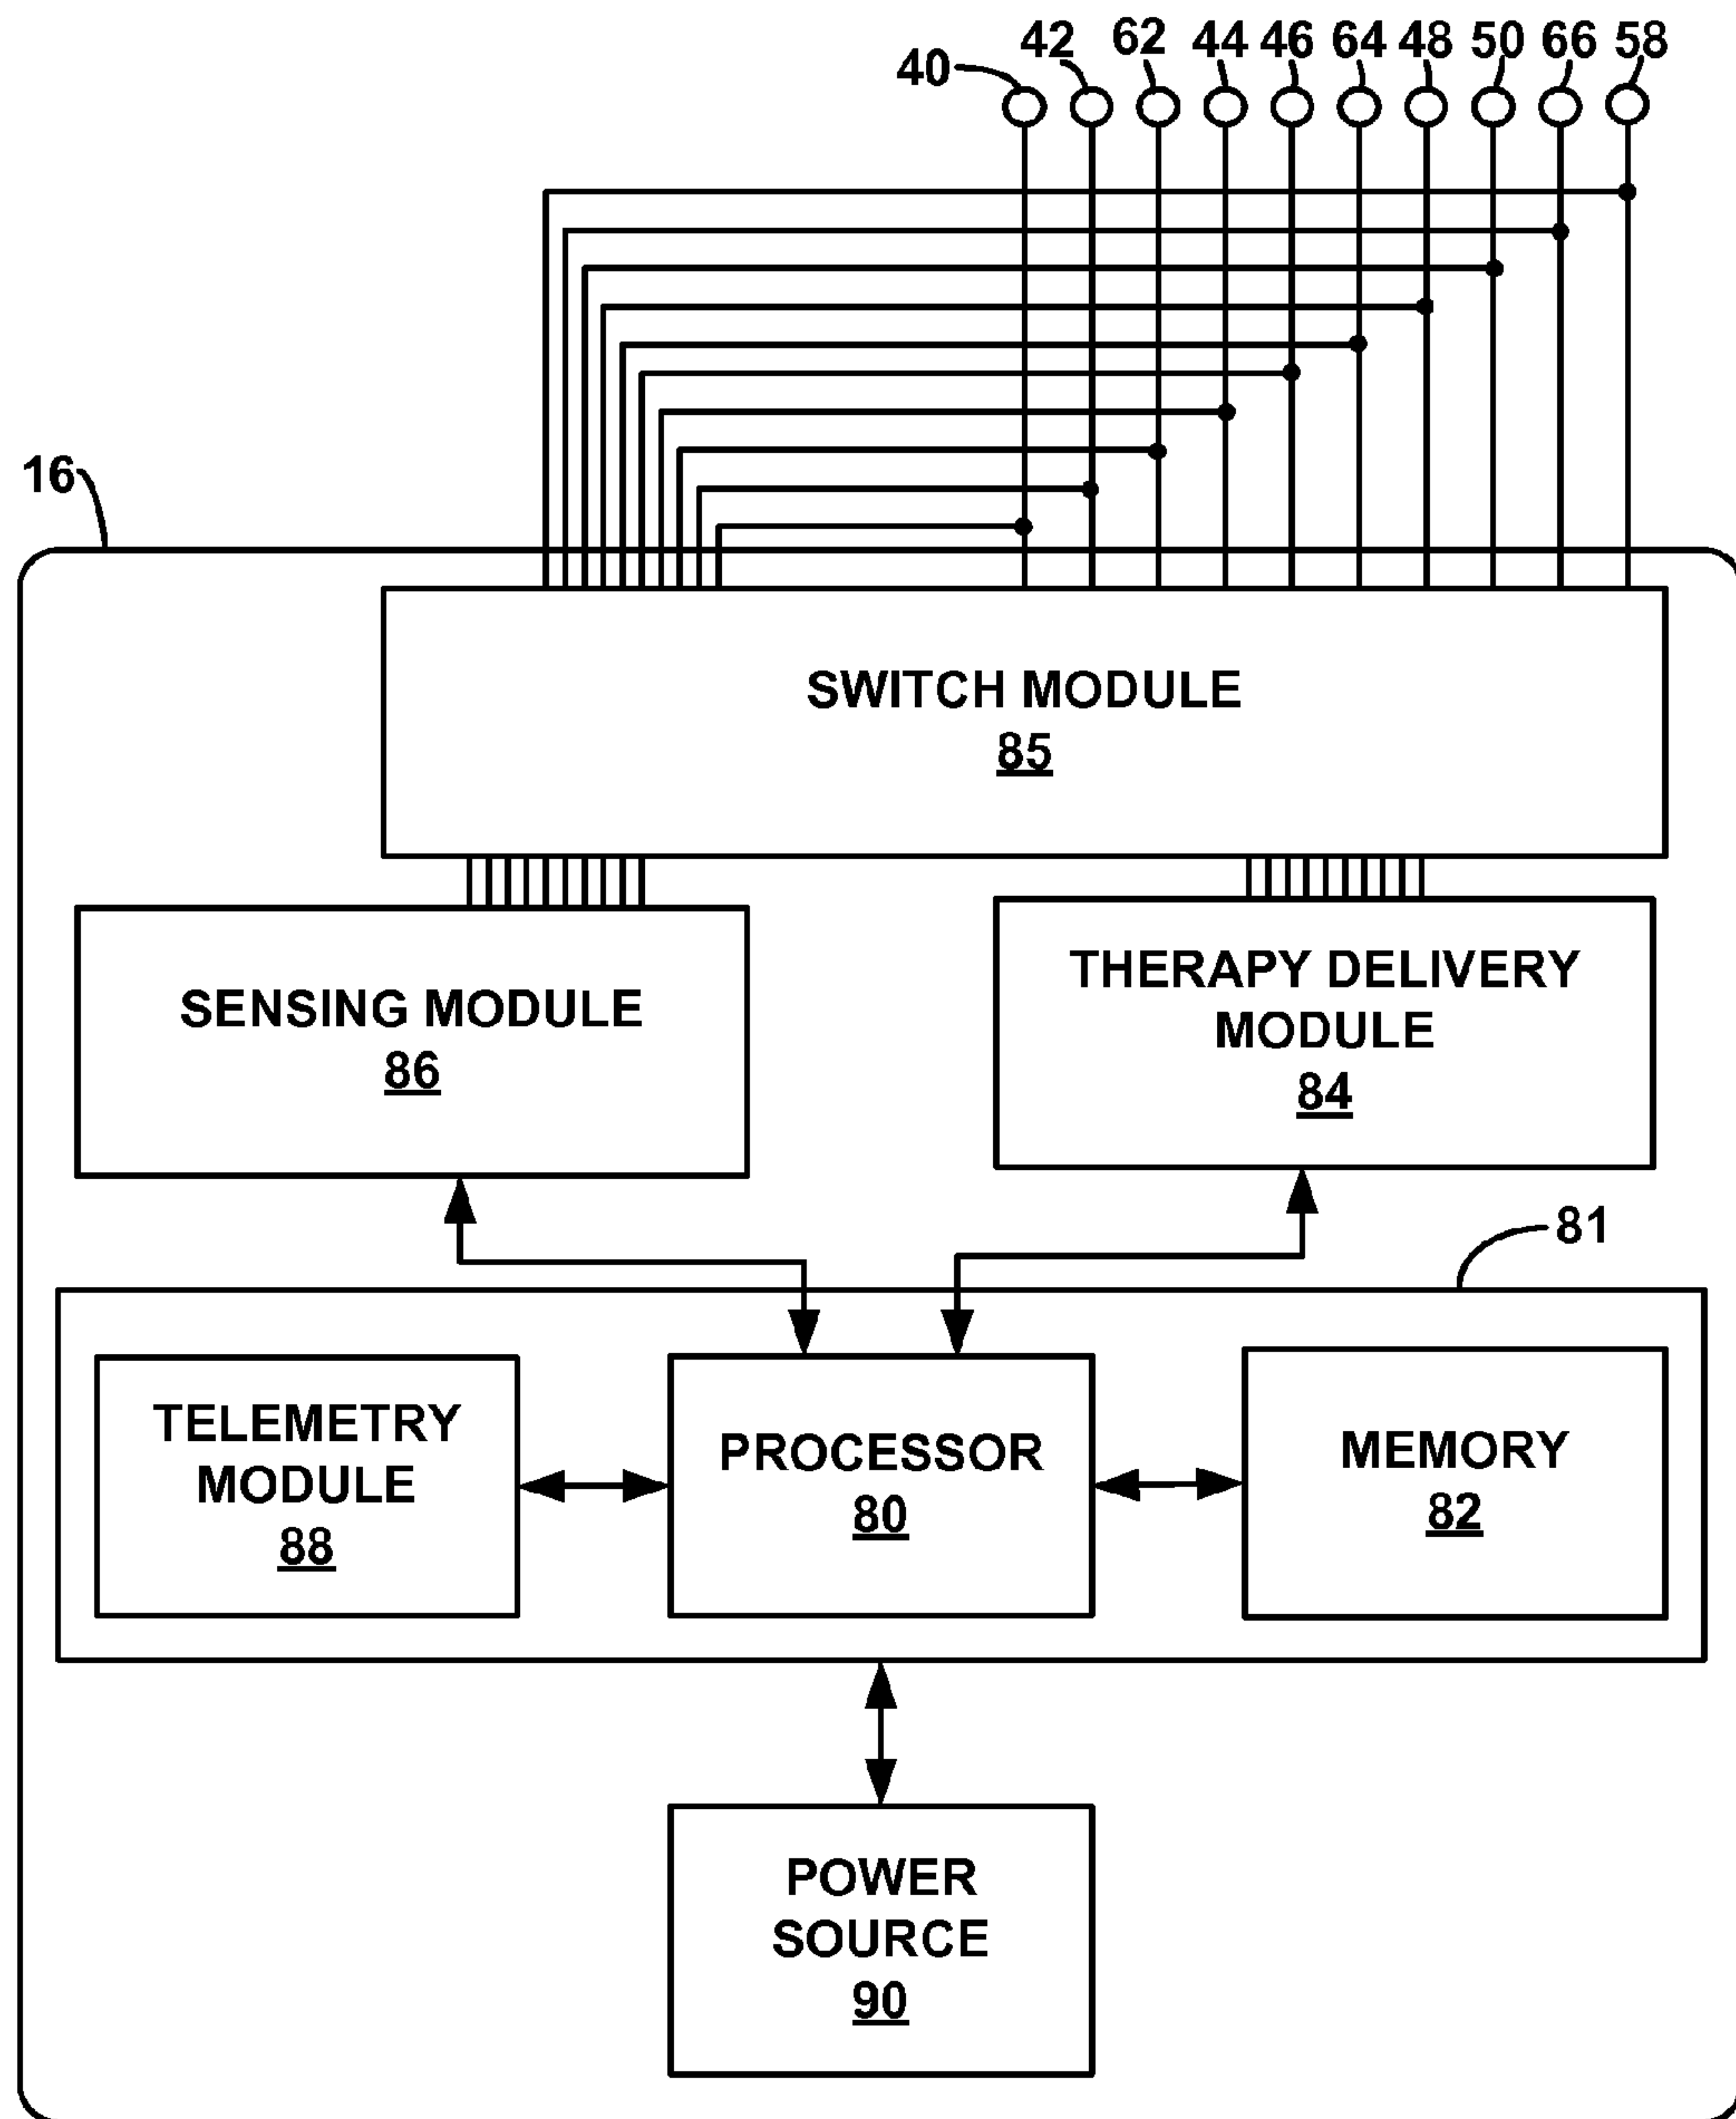 40 42 62 44 46 64 48 50 66 58
16
SWITCH MODULE
85
SENSING MODULE
86
THERAPY DELIVERY
MODULE
84
81
TELEMETRY
MODULE
88
PROCESSOR
80
MEMORY
82
POWER
SOURCE
90